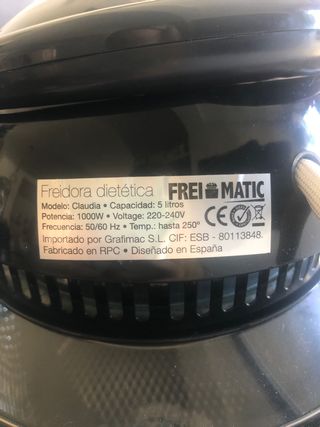 Freidora dietética FREI MATIC
Modelo: Claudia • Capacidad: 5 litros
Potencia: 1000W • Voltage: 220-240V
Frecuencia: 50/60 Hz • Temp.: hasta 250º
CE
Importado por Grafimac S.L. CIF: ESB - 80113848.
Fabricado en RPC • Diseñado en España